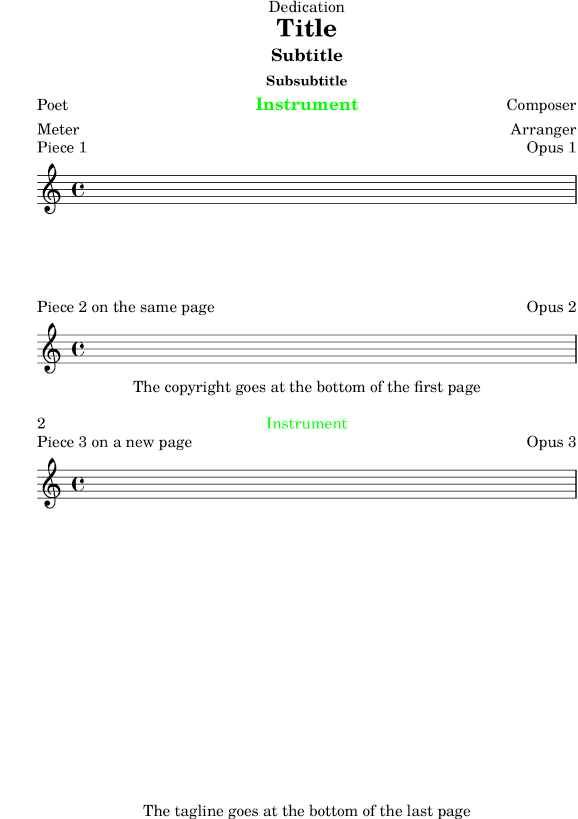 Dedication
Title
Subtitle
Subsubtitle
Poet Instrument Composer
Meter Arranger
Piece 1 Opus 1
Piece 2 on the same page Opus 2
The copyright goes at the bottom of the first page
2 Instrument
Piece 3 on a new page Opus 3
The tagline goes at the bottom of the last page